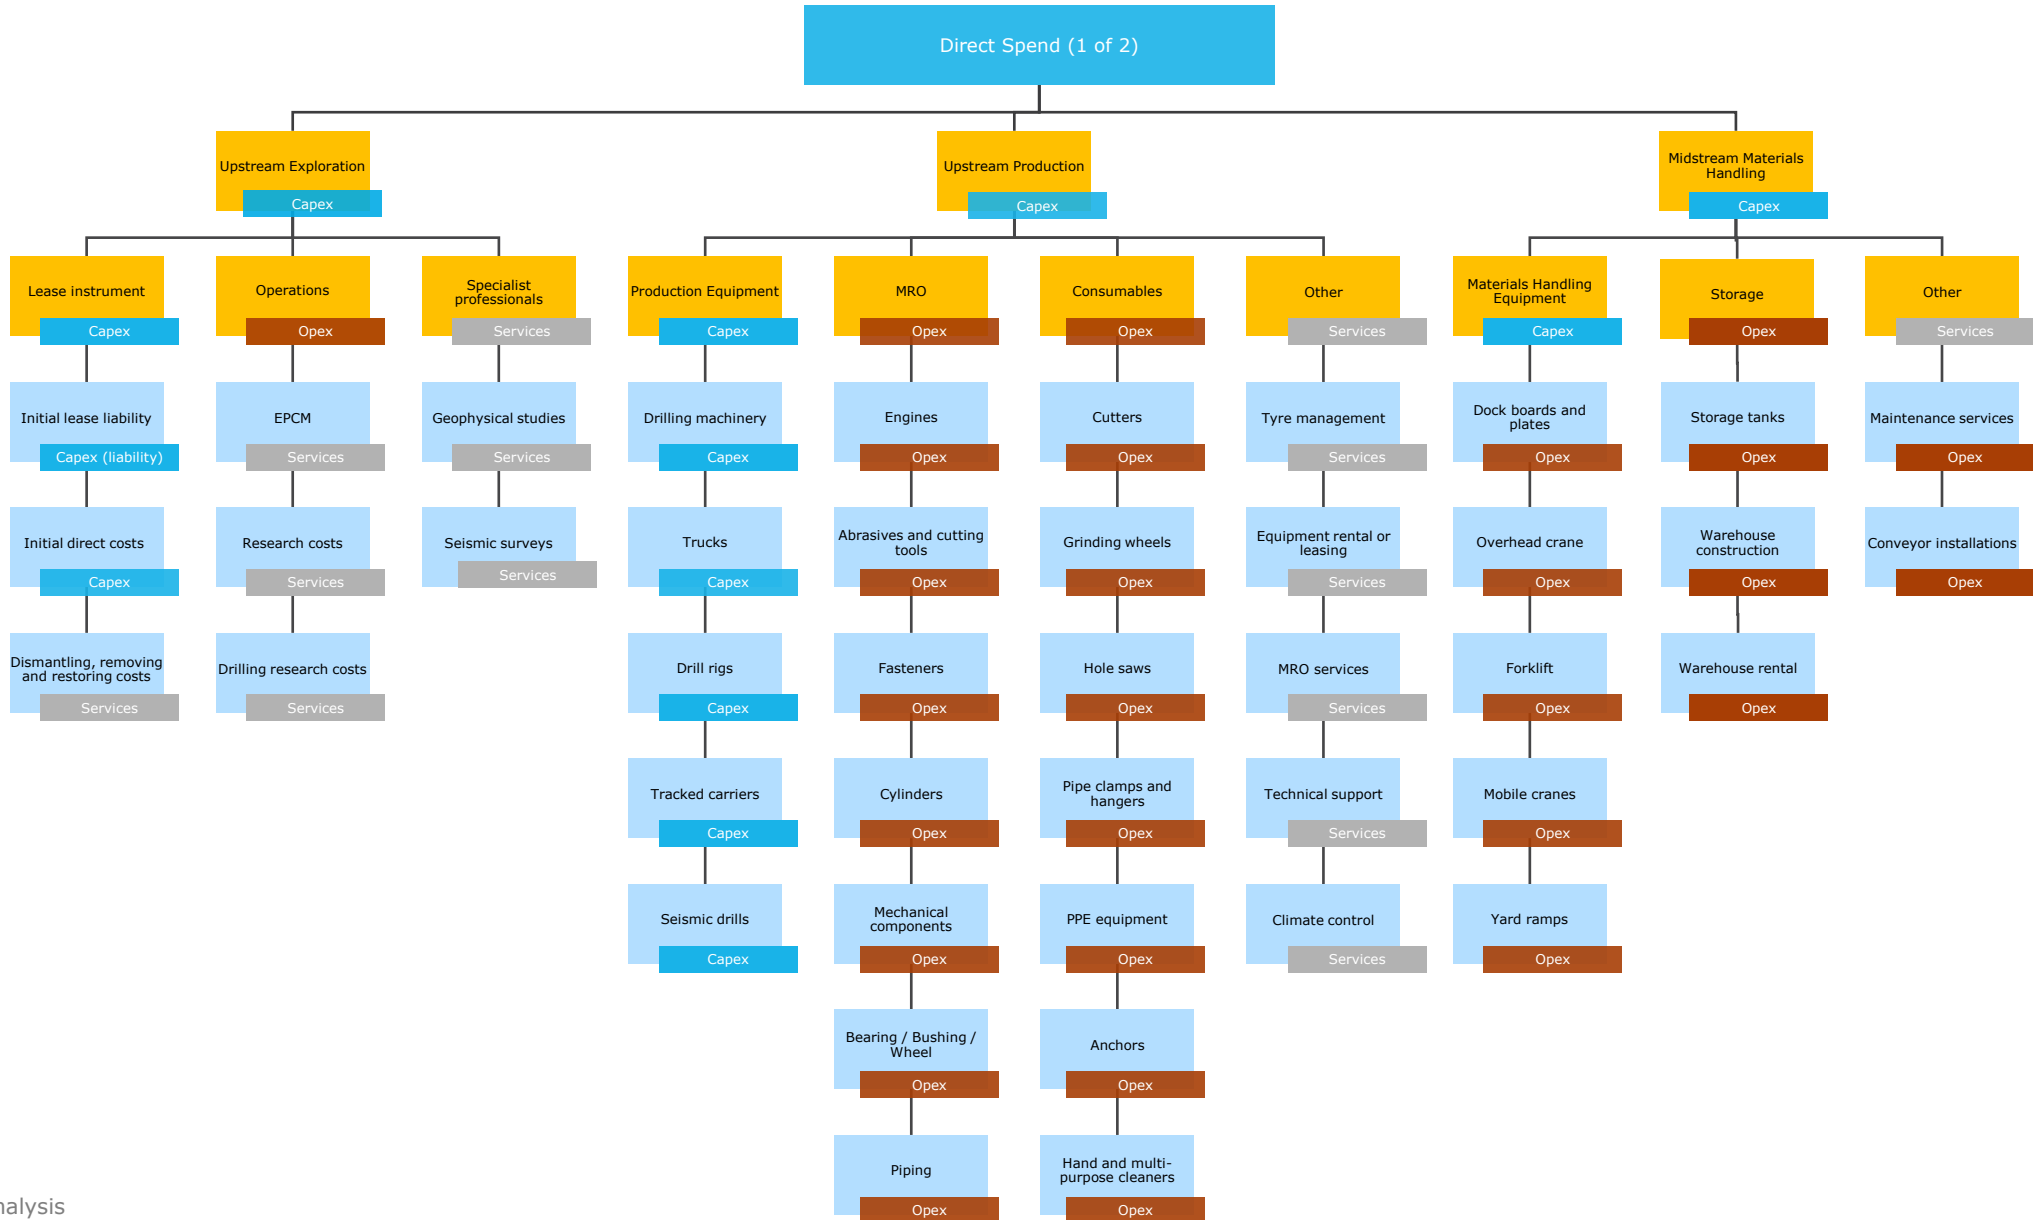 Direct Spend (1 of 2)
Upstream Exploration
Capex
Upstream Production
Capex
Midstream Materials
Handling
Capex
Lease instrument
Capex
Operations
Opex
Specialist
professionals
Services
Production Equipment
Capex
MRO
Opex
Consumables
Opex
Other
Services
Materials Handling
Equipment
Capex
Storage
Opex
Other
Services
Initial lease liability
Capex (liability)
EPCM
Services
Geophysical studies
Services
Drilling machinery
Capex
Engines
Opex
Cutters
Opex
Tyre management
Services
Dock boards and
plates
Opex
Storage tanks
Opex
Maintenance services
Opex
Initial direct costs
Capex
Research costs
Services
Seismic surveys
Services
Trucks
Capex
Abrasives and cutting
tools
Opex
Grinding wheels
Opex
Equipment rental or
leasing
Services
Overhead crane
Opex
Warehouse
construction
Opex
Conveyor installations
Opex
Dismantling, removing
and restoring costs
Services
Drilling research costs
Services
Drill rigs
Capex
Fasteners
Opex
Hole saws
Opex
MRO services
Services
Forklift
Opex
Warehouse rental
Opex
Tracked carriers
Capex
Cylinders
Opex
Pipe clamps and
hangers
Opex
Technical support
Services
Mobile cranes
Opex
Seismic drills
Capex
Mechanical
components
Opex
PPE equipment
Opex
Climate control
Services
Yard ramps
Opex
Bearing / Bushing /
Wheel
Opex
Anchors
Opex
Piping
Opex
Hand and multi-
purpose cleaners
Opex